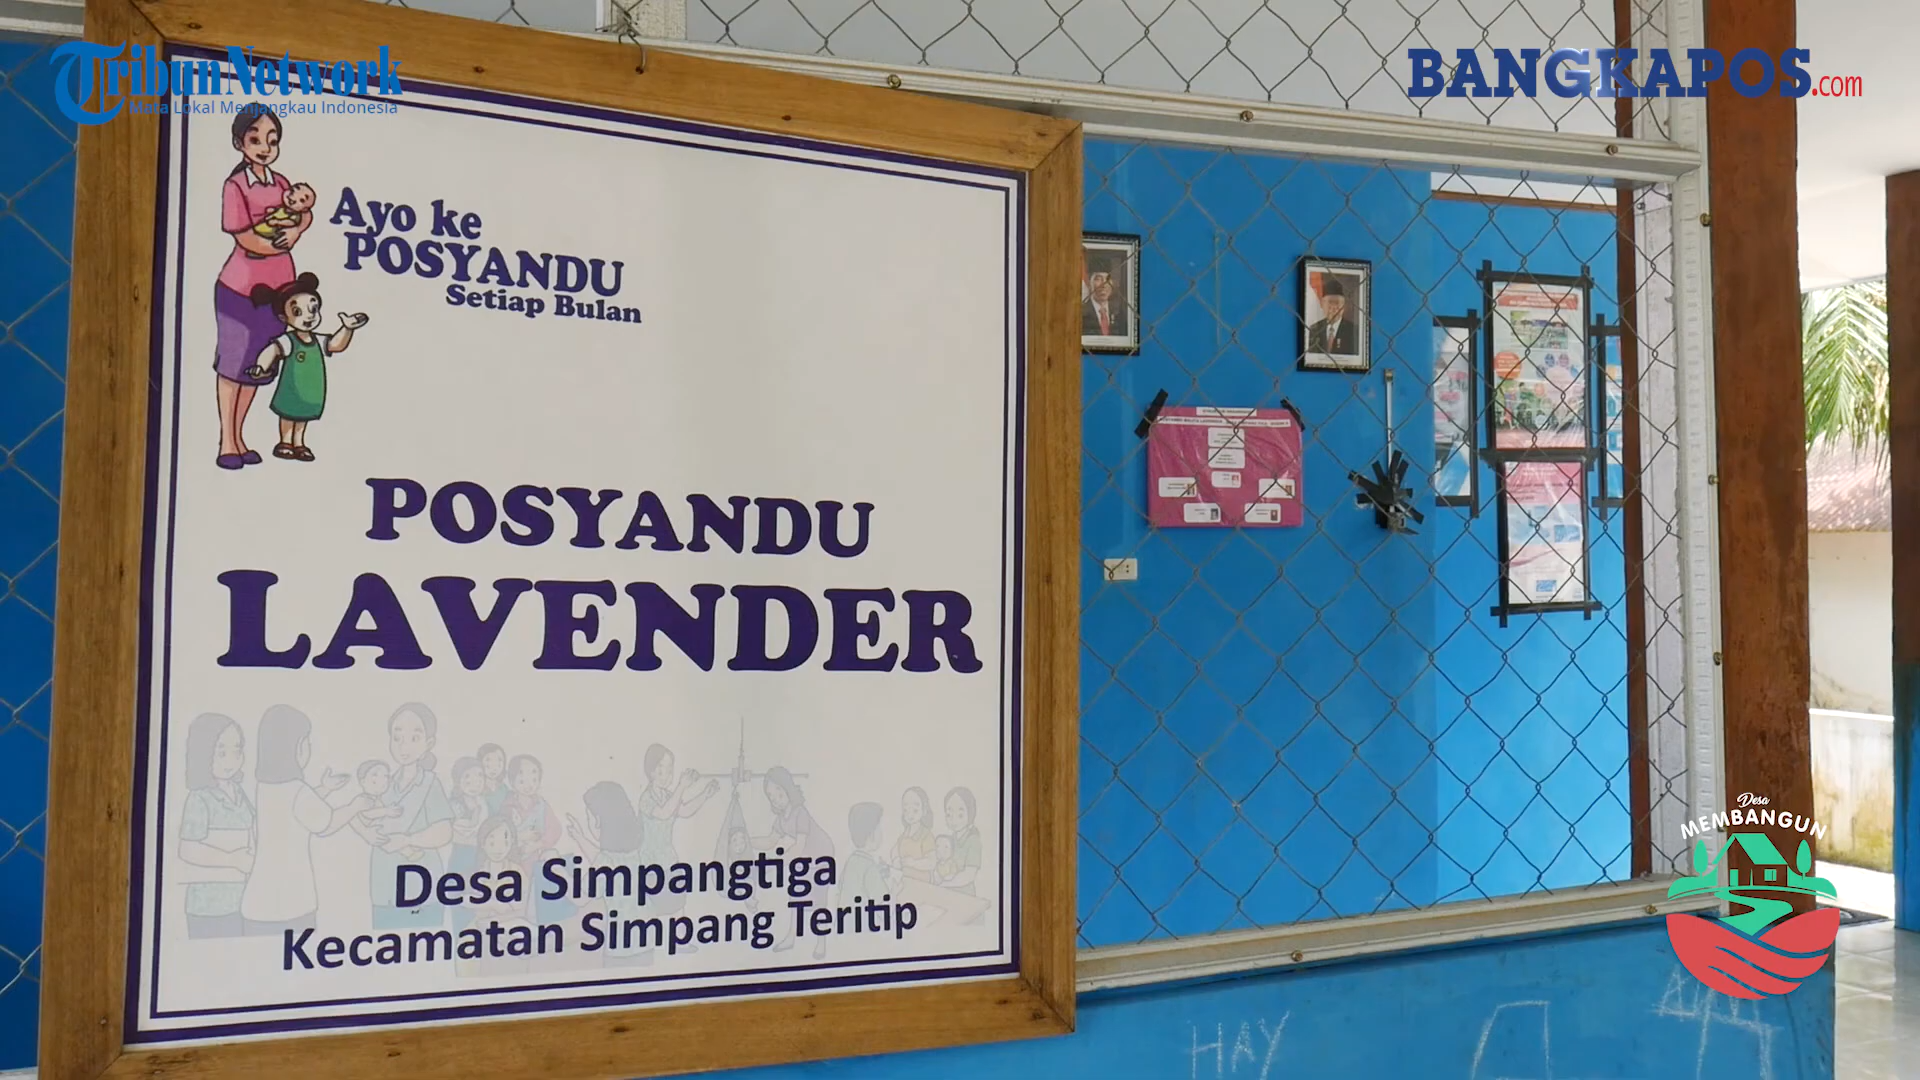 TribunNetwork
Mata Lokal Menjangkau Indonesia
BANGKAPOS.com
Ayo ke
POSYANDU
Setiap Bulan
POSYANDU
LAVENDER
Desa Simpangtiga
Kecamatan Simpang Teritip
Desa
MEMBANGUN
HAY